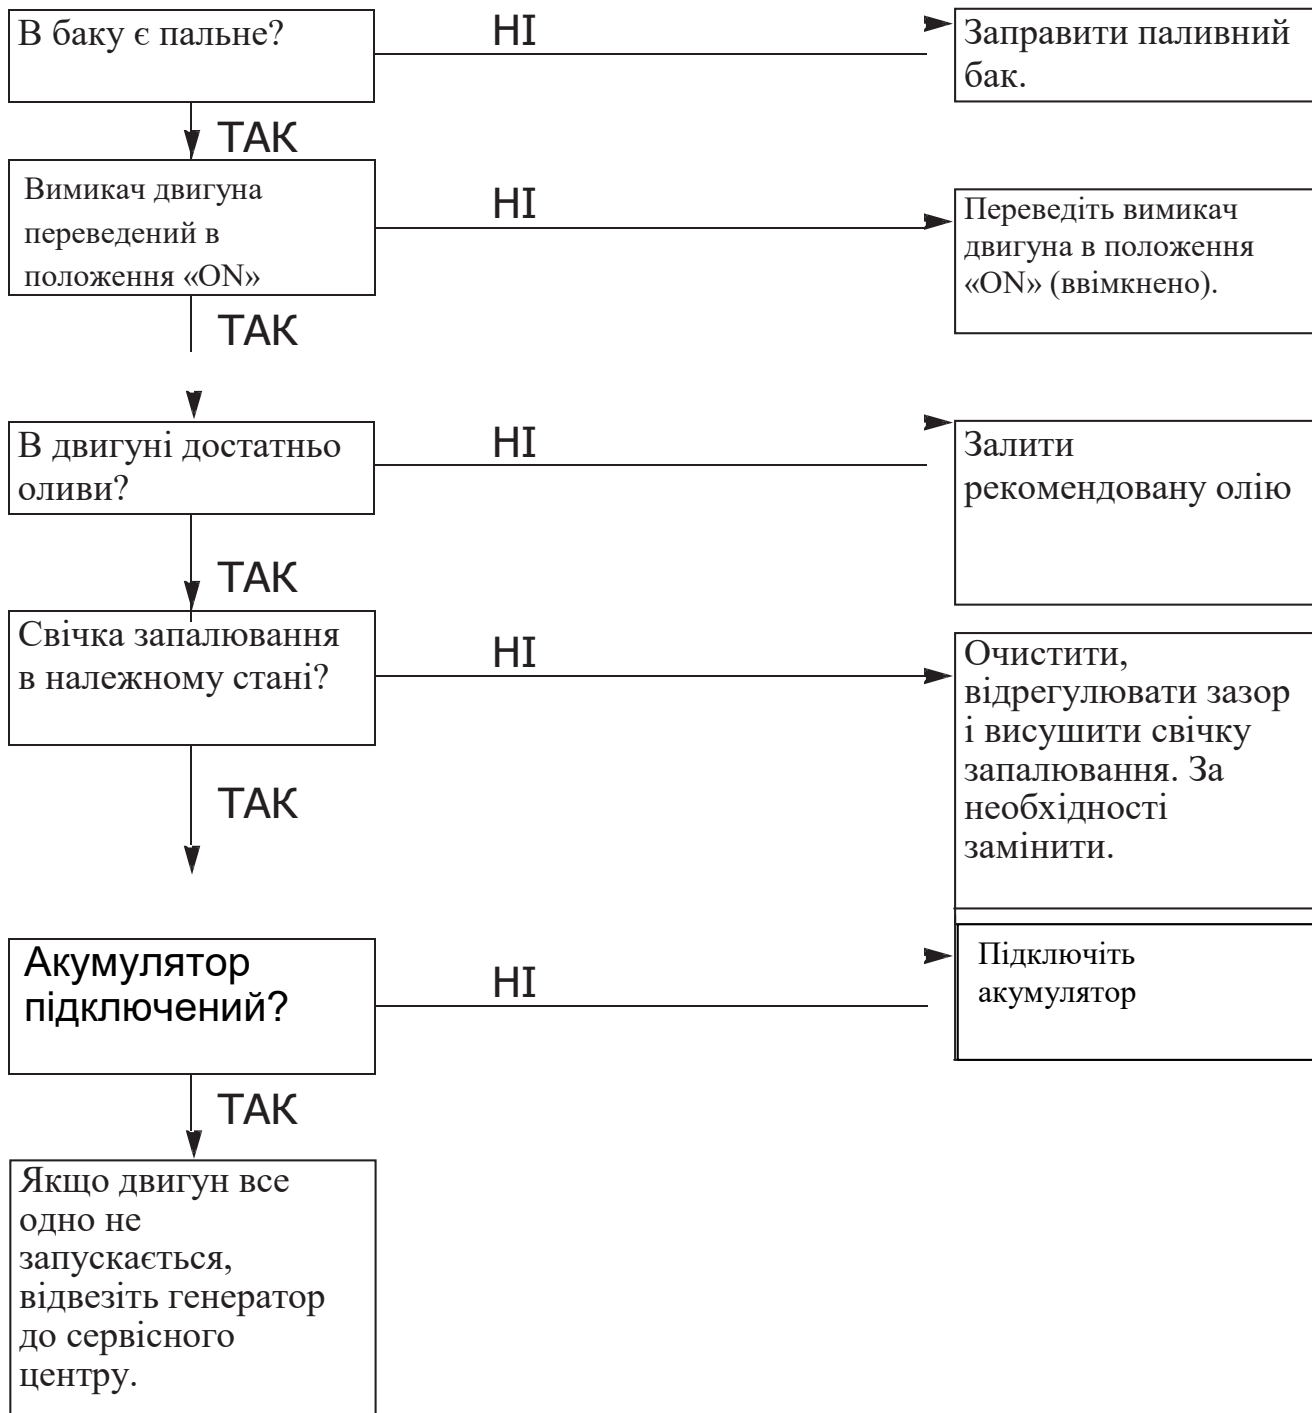 В баку є пальне?
НІ
Заправити паливний
бак.
ТАК
Вимикач двигуна
переведений в
положення «ON»
НІ
Переведіть вимикач
двигуна в положення
«ON» (ввімкнено).
ТАК
В двигуні достатньо
оливи?
НІ
Залити
рекомендовану олію
ТАК
Свічка запалювання
в належному стані?
НІ
Очистити,
відрегулювати зазор
і висушити свічку
запалювання. За
необхідності
замінити.
ТАК
Акумулятор
підключений?
НІ
Підключіть
акумулятор
ТАК
Якщо двигун все
одно не
запускається,
відвезіть генератор
до сервісного
центру.